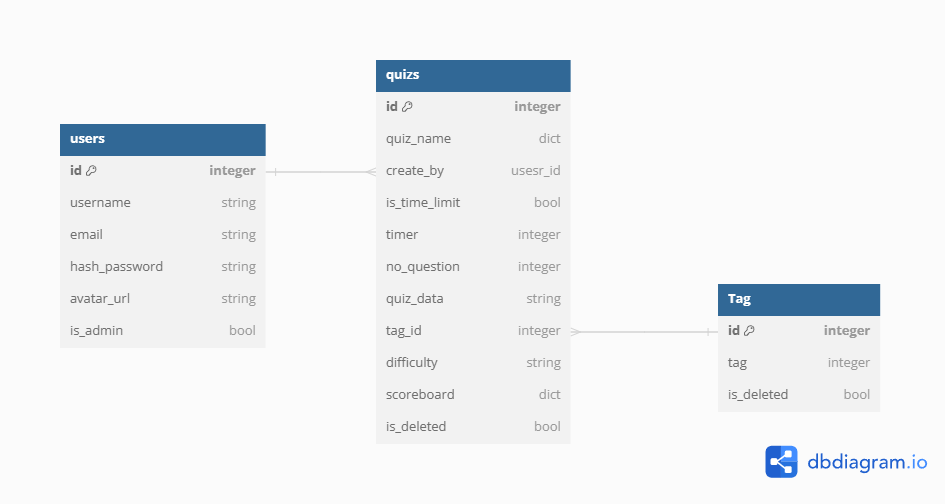 users
id integer
username string
email string
hash_password string
avatar_url string
is_admin bool
quizs
id integer
quiz_name dict
create_by usesr_id
is_time_limit bool
timer integer
no_question integer
quiz_data string
tag_id integer
difficulty string
scoreboard dict
is_deleted bool
Tag
id integer
tag integer
is_deleted bool
dbdiagram.io